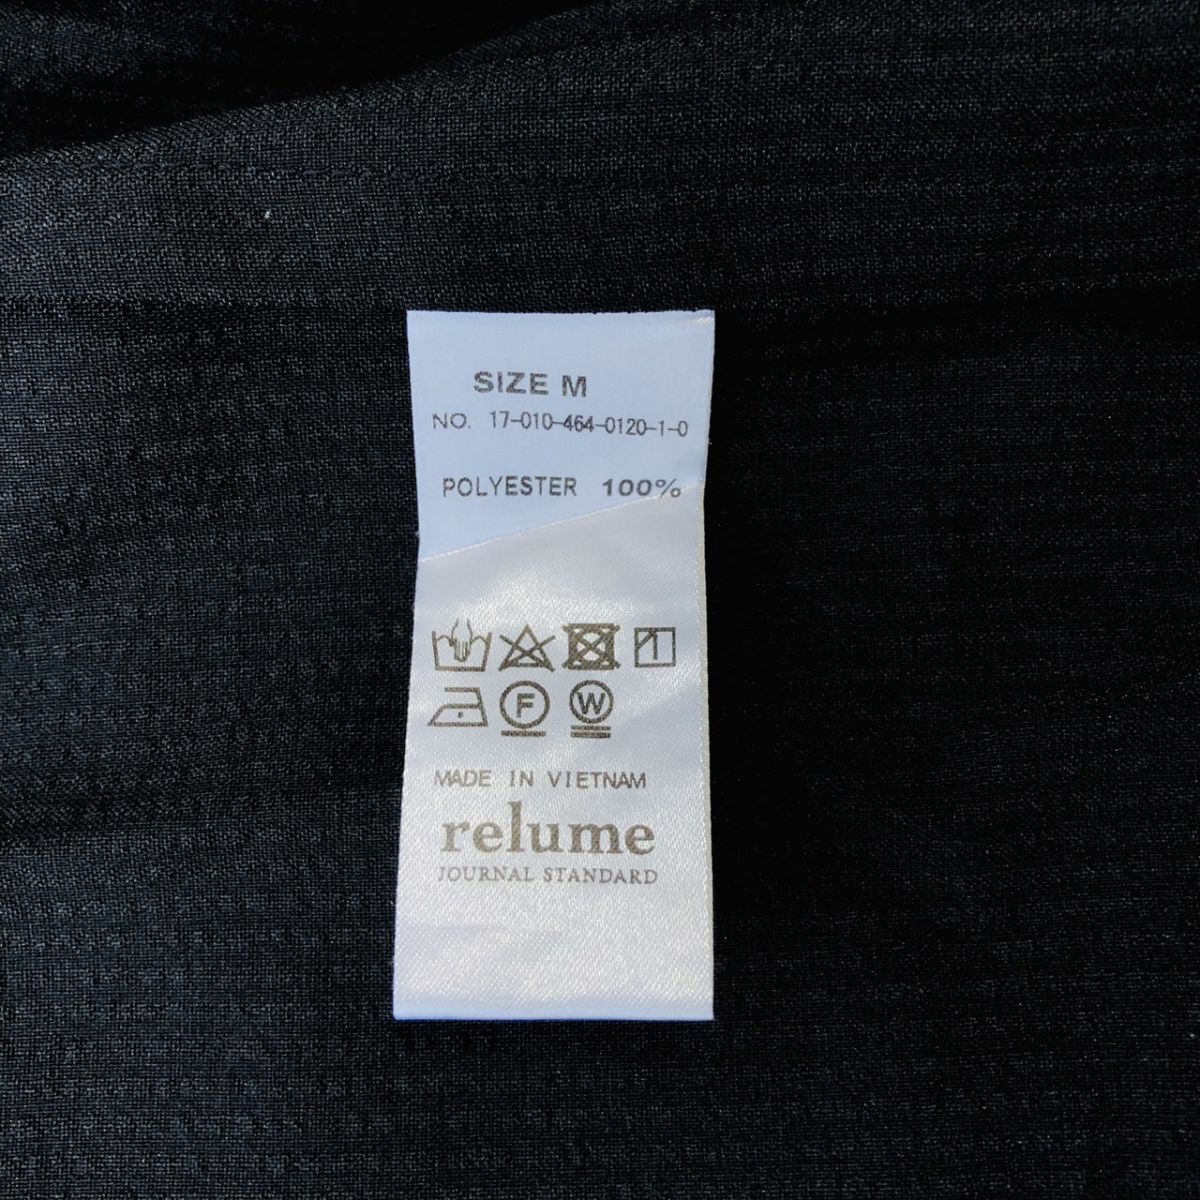 SIZE M
NO. 17-010-464-0120-1-0
POLYESTER 100%
F W
MADE IN VIETNAM
relume
JOURNAL STANDARD